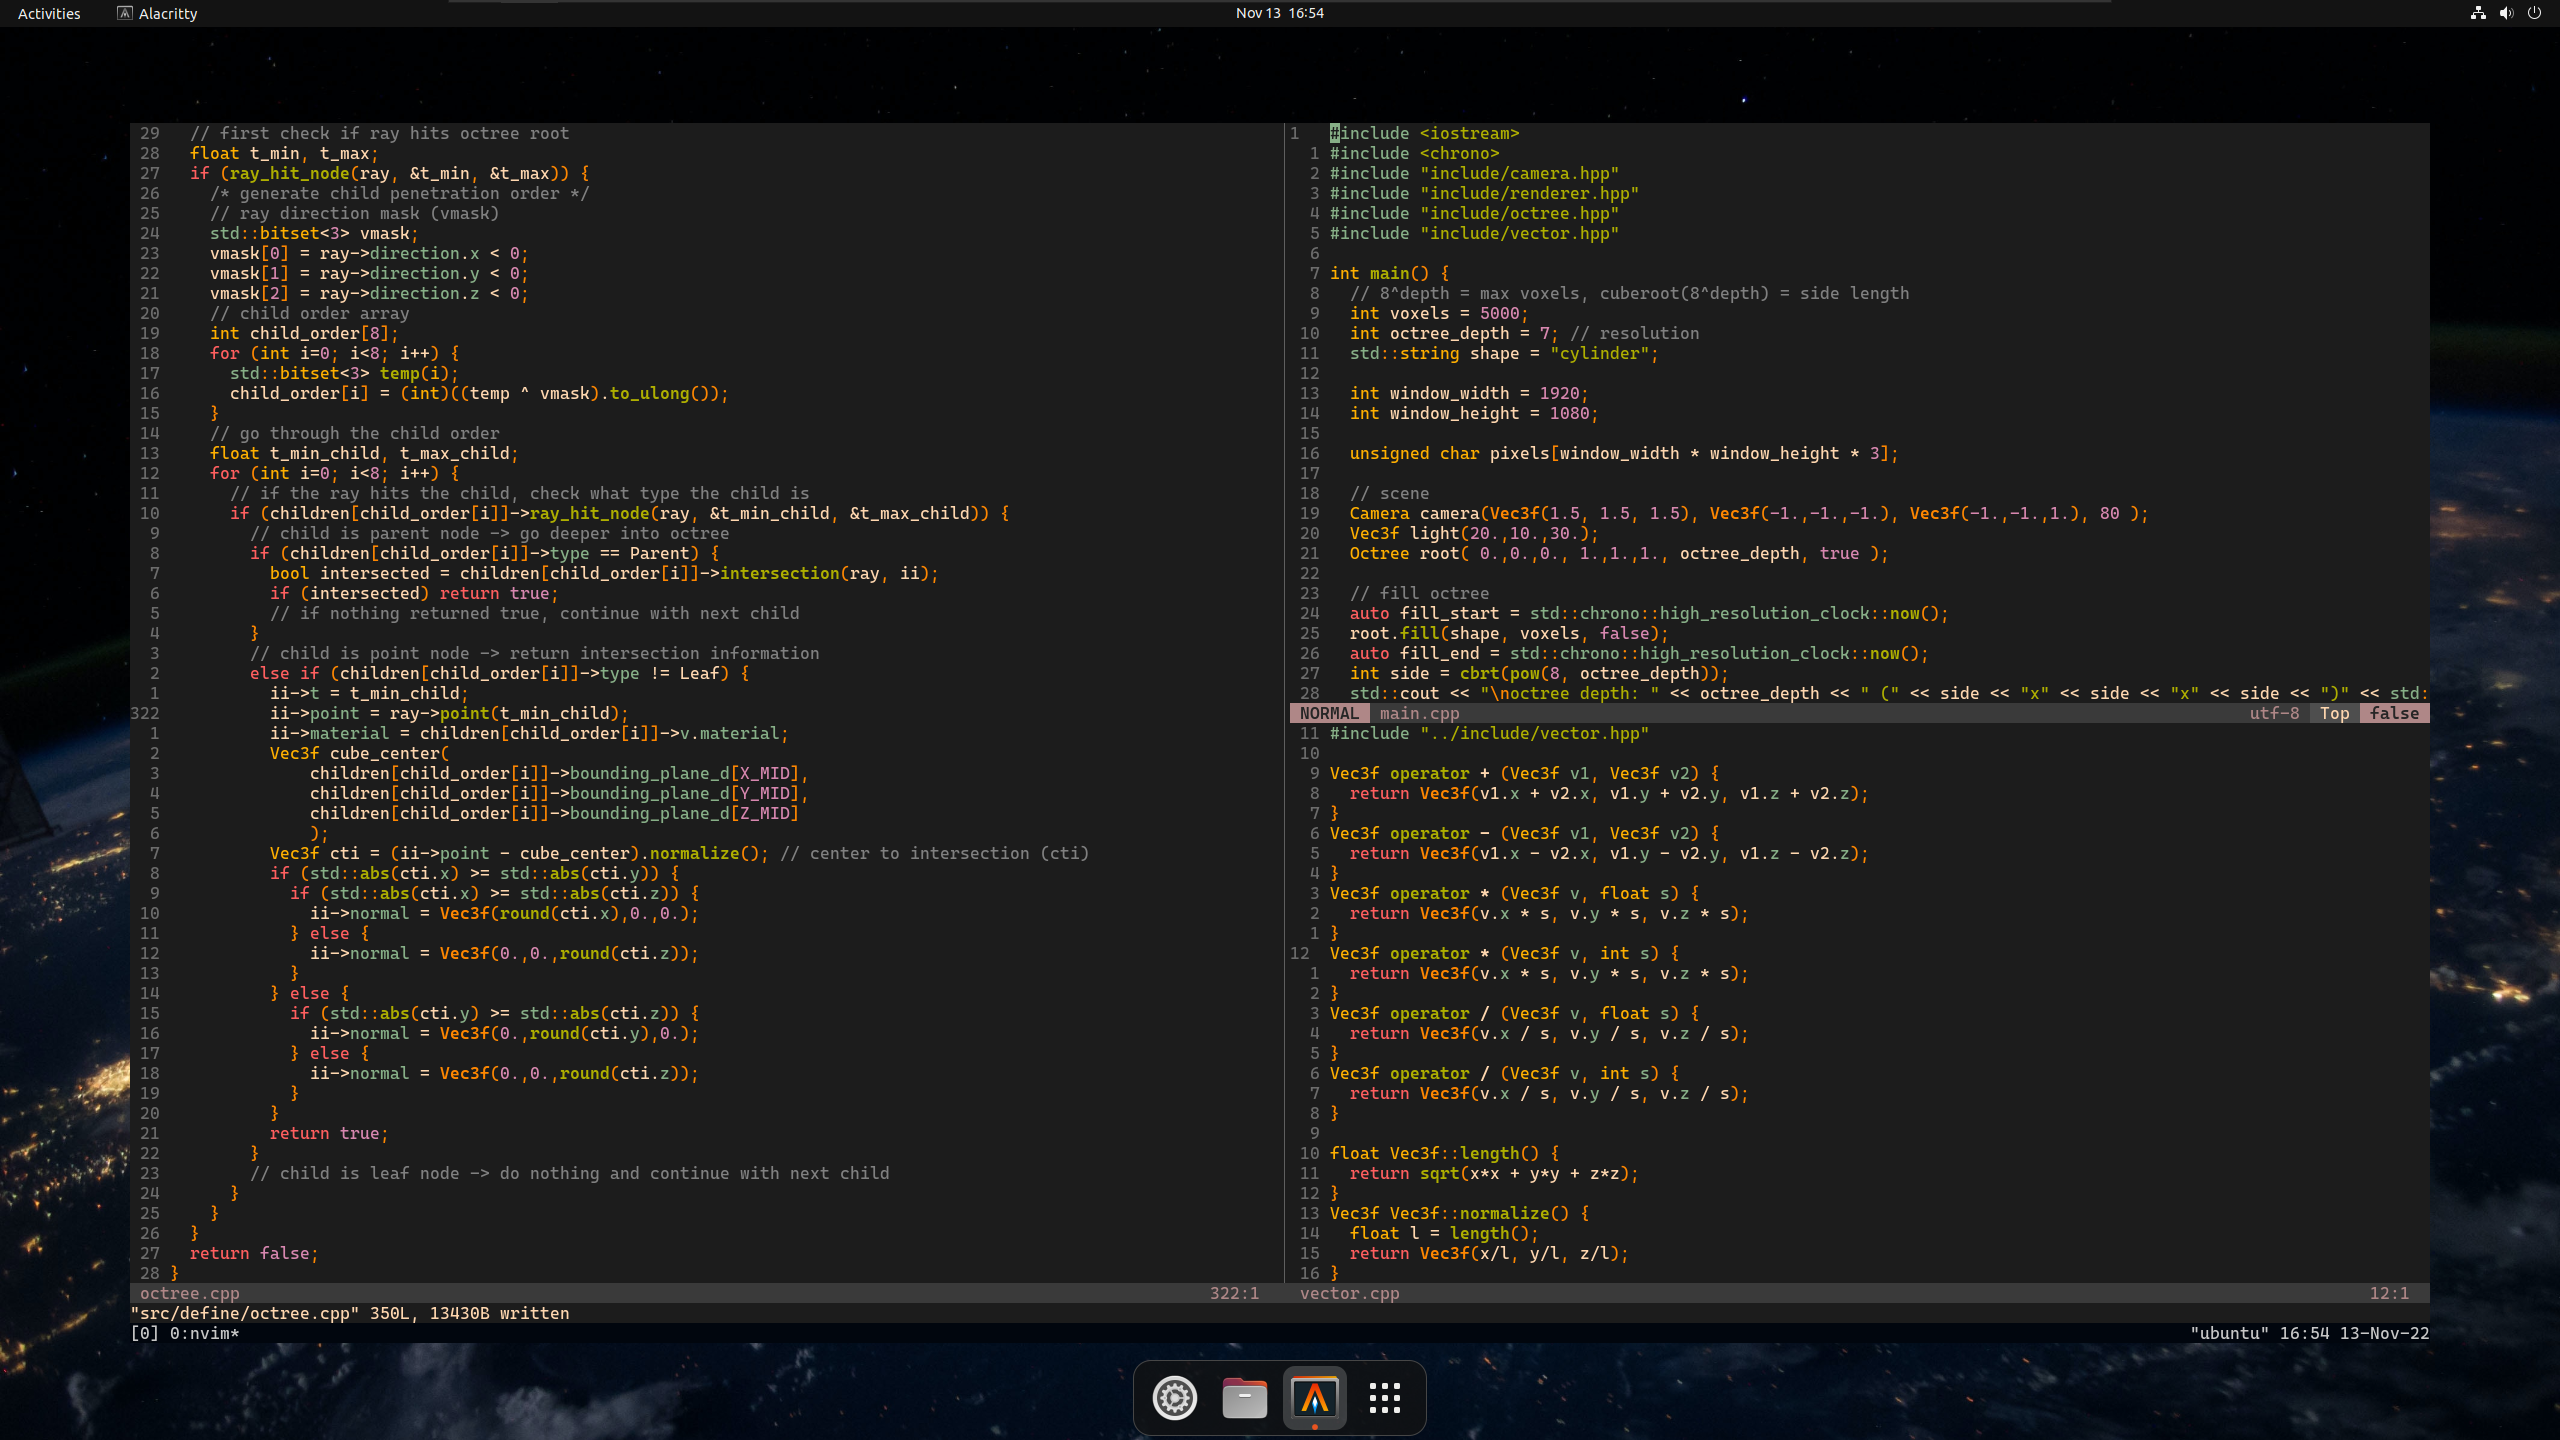 Activities
Alacritty
Nov 13 16:54
29 // first check if ray hits octree root
28 float t_min, t_max;
27 if (ray_hit_node(ray, &t_min, &t_max)) {
26 /* generate child penetration order */
25 // ray direction mask (vmask)
24 std::bitset<3> vmask;
23 vmask[0] = ray->direction.x < 0;
22 vmask[1] = ray->direction.y < 0;
21 vmask[2] = ray->direction.z < 0;
20 // child order array
19 int child_order[8];
18 for (int i=0; i<8; i++) {
17 std::bitset<3> temp(i);
16 child_order[i] = (int)((temp ^ vmask).to_ulong());
15 }
14 // go through the child order
13 float t_min_child, t_max_child;
12 for (int i=0; i<8; i++) {
11 // if the ray hits the child, check what type the child is
10 if (children[child_order[i]]->ray_hit_node(ray, &t_min_child, &t_max_child)) {
9 // child is parent node -> go deeper into octree
8 if (children[child_order[i]]->type == Parent) {
7 bool intersected = children[child_order[i]]->intersection(ray, ii);
6 if (intersected) return true;
5 // if nothing returned true, continue with next child
4 }
3 // child is point node -> return intersection information
2 else if (children[child_order[i]]->type != Leaf) {
1 ii->t = t_min_child;
322 ii->point = ray->point(t_min_child);
1 ii->material = children[child_order[i]]->v.material;
2 Vec3f cube_center(
3 children[child_order[i]]->bounding_plane_d[X_MID],
4 children[child_order[i]]->bounding_plane_d[Y_MID],
5 children[child_order[i]]->bounding_plane_d[Z_MID]
6 );
7 Vec3f cti = (ii->point - cube_center).normalize(); // center to intersection (cti)
8 if (std::abs(cti.x) >= std::abs(cti.y)) {
9 if (std::abs(cti.x) >= std::abs(cti.z)) {
10 ii->normal = Vec3f(round(cti.x),0.,0.);
11 } else {
12 ii->normal = Vec3f(0.,0.,round(cti.z));
13 }
14 } else {
15 if (std::abs(cti.y) >= std::abs(cti.z)) {
16 ii->normal = Vec3f(0.,round(cti.y),0.);
17 } else {
18 ii->normal = Vec3f(0.,0.,round(cti.z));
19 }
20 }
21 return true;
22 }
23 // child is leaf node -> do nothing and continue with next child
24 }
25 }
26 }
27 return false;
28 }
octree.cpp 322:1
1 #include <iostream>
1 #include <chrono>
2 #include "include/camera.hpp"
3 #include "include/renderer.hpp"
4 #include "include/octree.hpp"
5 #include "include/vector.hpp"
6
7 int main() {
8 // 8^depth = max voxels, cuberoot(8^depth) = side length
9 int voxels = 5000;
10 int octree_depth = 7; // resolution
11 std::string shape = "cylinder";
12
13 int window_width = 1920;
14 int window_height = 1080;
15
16 unsigned char pixels[window_width * window_height * 3];
17
18 // scene
19 Camera camera(Vec3f(1.5, 1.5, 1.5), Vec3f(-1.,-1.,-1.), Vec3f(-1.,-1.,1.), 80 );
20 Vec3f light(20.,10.,30.);
21 Octree root( 0.,0.,0., 1.,1.,1., octree_depth, true );
22
23 // fill octree
24 auto fill_start = std::chrono::high_resolution_clock::now();
25 root.fill(shape, voxels, false);
26 auto fill_end = std::chrono::high_resolution_clock::now();
27 int side = cbrt(pow(8, octree_depth));
28 std::cout << "\noctree depth: " << octree_depth << " (" << side << "x" << side << "x" << side << ")" << std:
NORMAL main.cpp utf-8 Top false
11 #include "../include/vector.hpp"
10
9 Vec3f operator + (Vec3f v1, Vec3f v2) {
8 return Vec3f(v1.x + v2.x, v1.y + v2.y, v1.z + v2.z);
7 }
6 Vec3f operator - (Vec3f v1, Vec3f v2) {
5 return Vec3f(v1.x - v2.x, v1.y - v2.y, v1.z - v2.z);
4 }
3 Vec3f operator * (Vec3f v, float s) {
2 return Vec3f(v.x * s, v.y * s, v.z * s);
1 }
12 Vec3f operator * (Vec3f v, int s) {
1 return Vec3f(v.x * s, v.y * s, v.z * s);
2 }
3 Vec3f operator / (Vec3f v, float s) {
4 return Vec3f(v.x / s, v.y / s, v.z / s);
5 }
6 Vec3f operator / (Vec3f v, int s) {
7 return Vec3f(v.x / s, v.y / s, v.z / s);
8 }
9
10 float Vec3f::length() {
11 return sqrt(x*x + y*y + z*z);
12 }
13 Vec3f Vec3f::normalize() {
14 float l = length();
15 return Vec3f(x/l, y/l, z/l);
16 }
vector.cpp 12:1
"src/define/octree.cpp" 350L, 13430B written
[0] 0:nvim* "ubuntu" 16:54 13-Nov-22